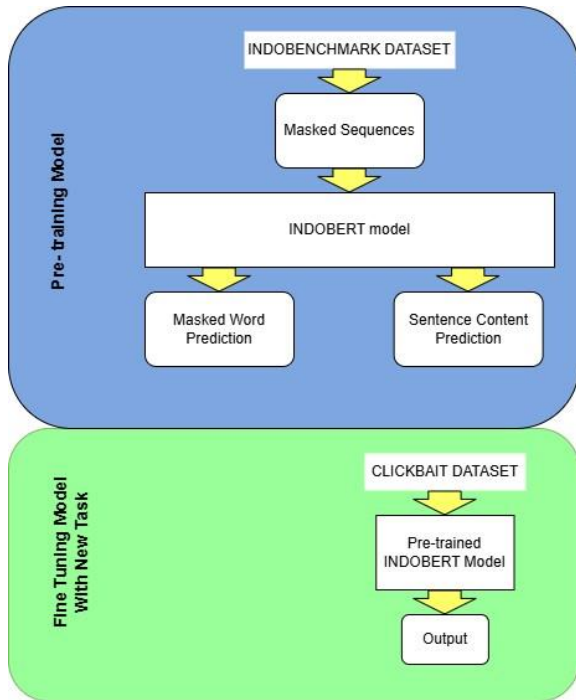 Pre- training Model
INDOBENCHMARK DATASET
Masked Sequences
INDOBERT model
Masked Word
Prediction
Sentence Content
Prediction
Fine Tuning Model
With New Task
CLICKBAIT DATASET
Pre-trained
INDOBERT Model
Output